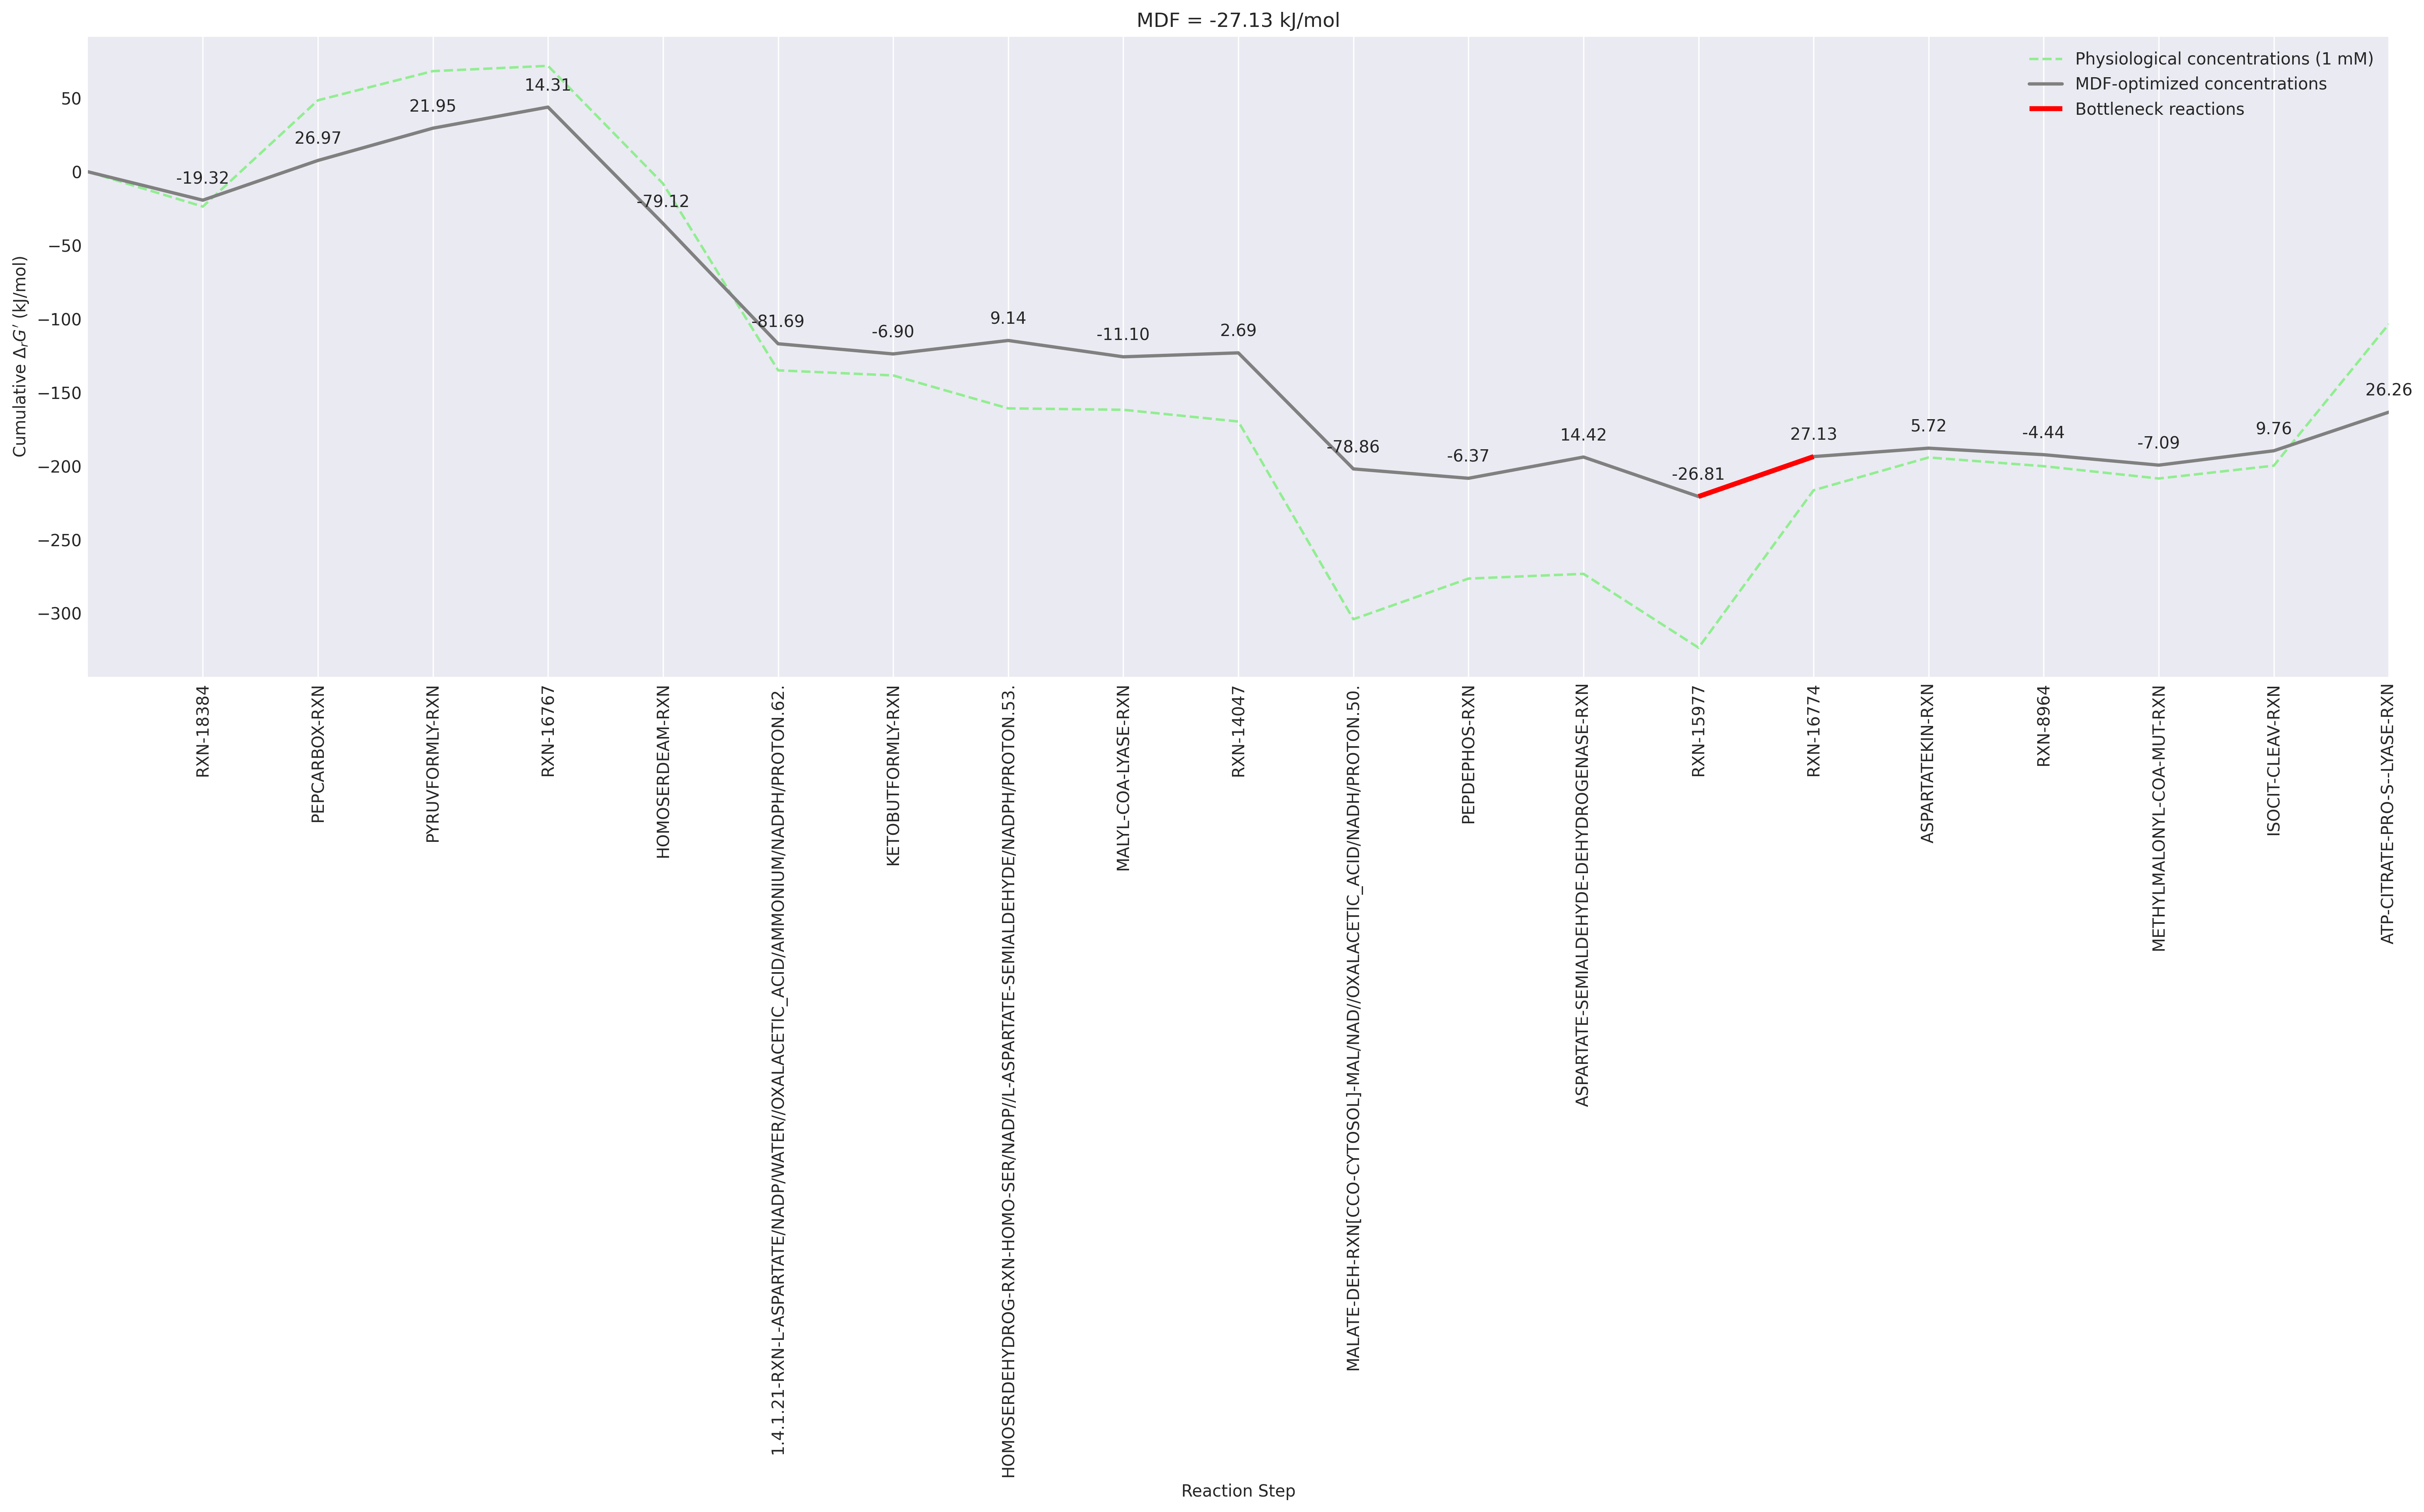 MDF = -27.13 kJ/mol
Physiological concentrations (1 mM)
MDF-optimized concentrations
Bottleneck reactions
Cumulative ΔrG′ (kJ/mol)
50
0
−50
−100
−150
−200
−250
−300
-19.32
26.97
21.95
14.31
-79.12
-81.69
-6.90
9.14
-11.10
2.69
-78.86
-6.37
14.42
-26.81
27.13
5.72
-4.44
-7.09
9.76
26.26
RXN-18384
PEPCARBOX-RXN
PYRUVFORMLY-RXN
RXN-16767
HOMOSERDEAM-RXN
1.4.1.21-RXN-L-ASPARTATE/NADP/WATER//OXALACETIC_ACID/AMMONIUM/NADPH/PROTON.62.
KETOBUTFORMLY-RXN
HOMOSERDEHYDROG-RXN-HOMO-SER/NADP//L-ASPARTATE-SEMIALDEHYDE/NADPH/PROTON.53.
MALYL-COA-LYASE-RXN
RXN-14047
MALATE-DEH-RXN[CCO-CYTOSOL]-MAL/NAD//OXALACETIC_ACID/NADH/PROTON.50.
PEPDEPHOS-RXN
ASPARTATE-SEMIALDEHYDE-DEHYDROGENASE-RXN
RXN-15977
RXN-16774
ASPARTATEKIN-RXN
RXN-8964
METHYLMALONYL-COA-MUT-RXN
ISOCIT-CLEAV-RXN
ATP-CITRATE-PRO-S--LYASE-RXN
Reaction Step